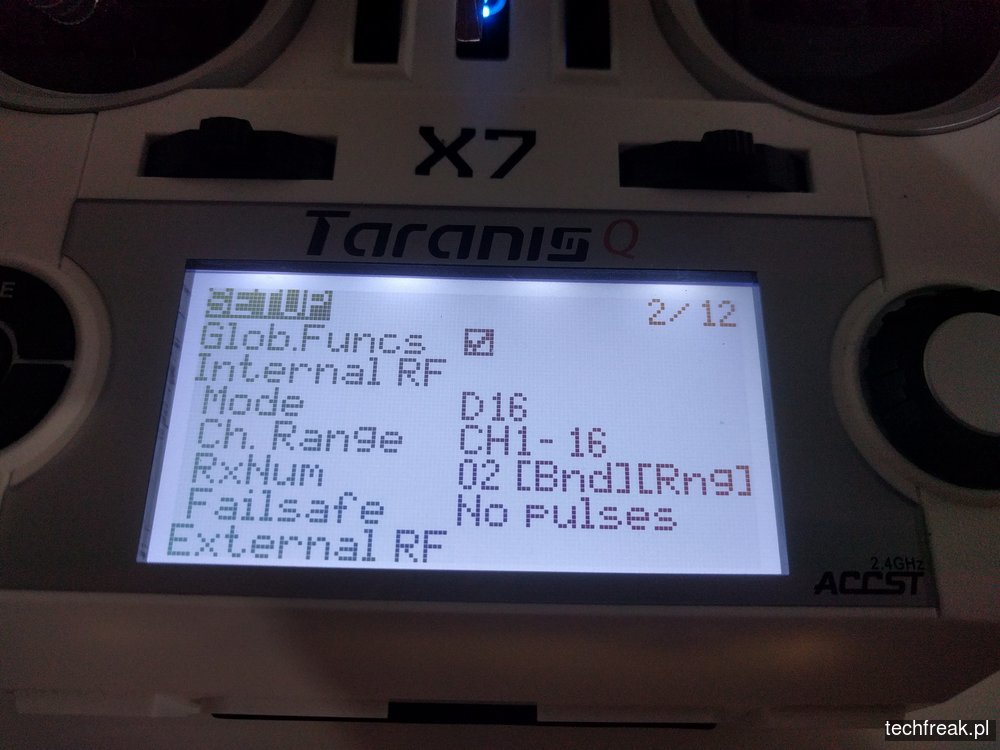 X7
Taranis Q
SETUP 2/12
Glob.Funcs
Internal RF
Mode D16
Ch. Range CH1-16
RxNum 02 [Bnd][Rng]
Failsafe No pulses
External RF
2.4GHz
ACCST
E
techfreak.pl